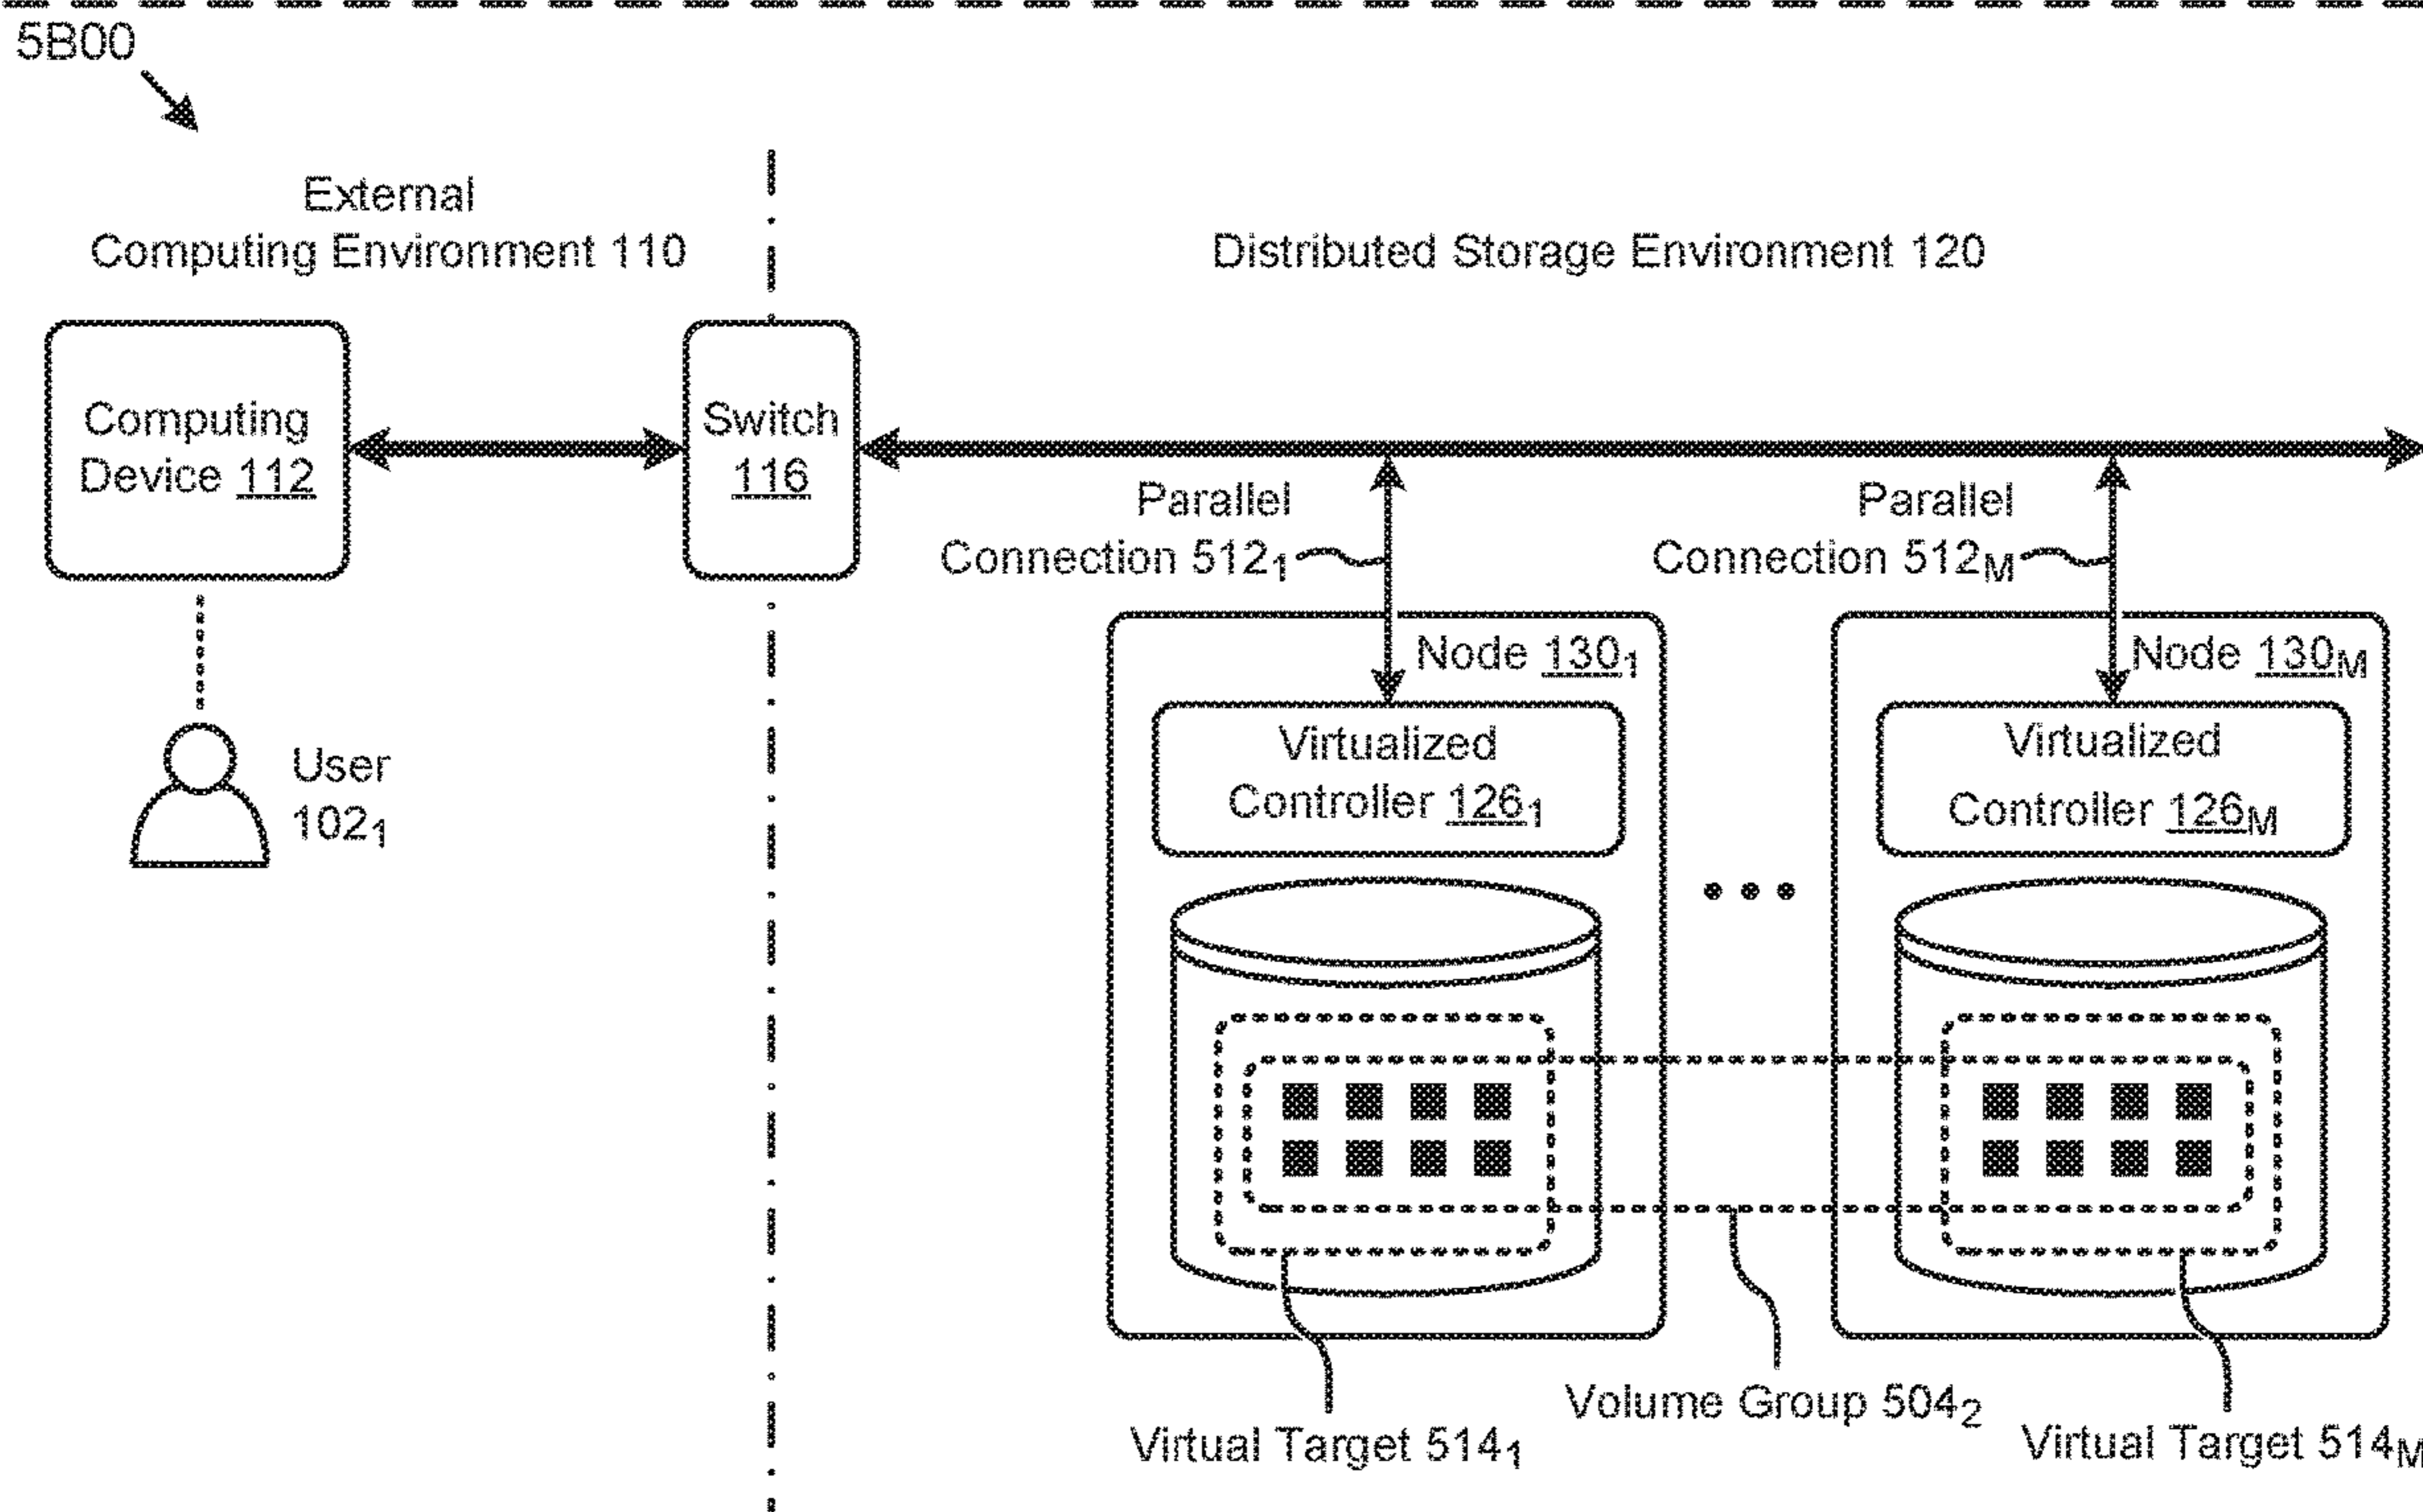 5B00
External
Computing Environment 110
Distributed Storage Environment 120
Computing
Device 112
Switch
116
Parallel
Connection 512₁
Parallel
Connection 512M
Node 130₁
Node 130M
Virtualized
Controller 126₁
Virtualized
Controller 126M
User
102₁
Volume Group 504₂
Virtual Target 514₁
Virtual Target 514M